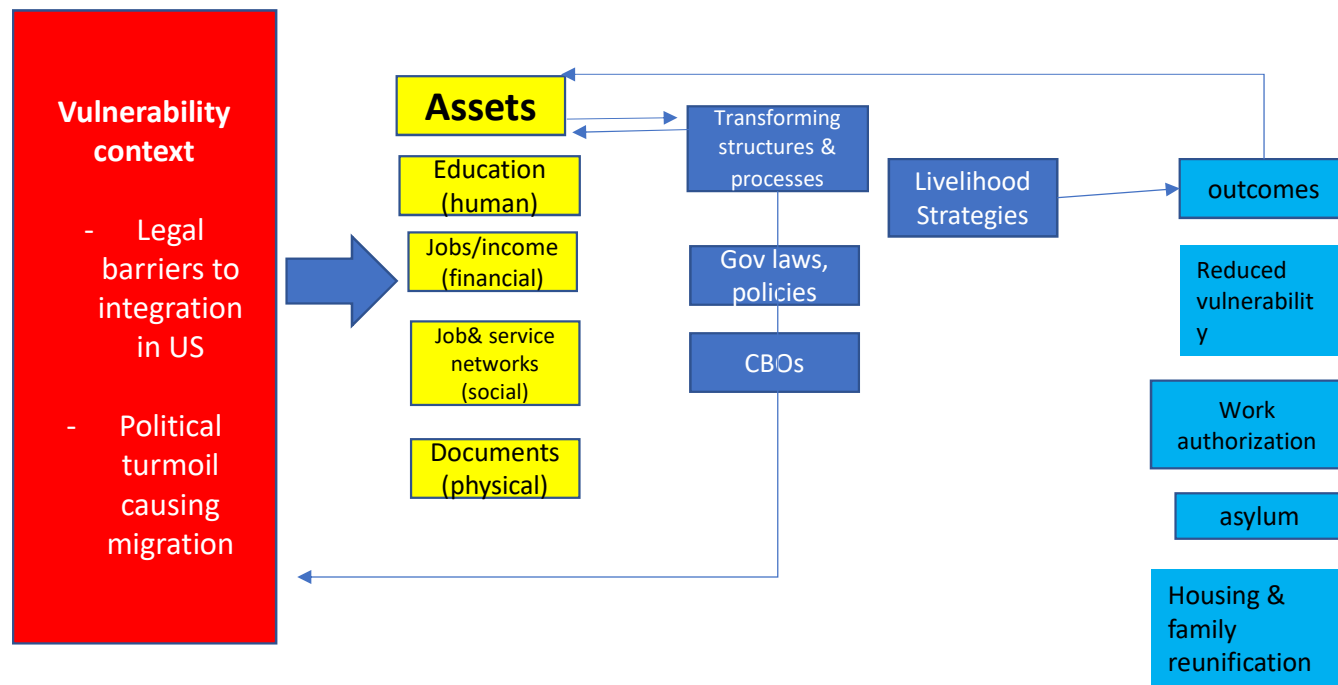 Vulnerability
context
- Legal
barriers to
integration
in US
- Political
turmoil
causing
migration
Assets
Education
(human)
Jobs/income
(financial)
Job& service
networks
(social)
Documents
(physical)
Transforming
structures &
processes
Gov laws,
policies
CBOs
Livelihood
Strategies
outcomes
Reduced
vulnerabilit
y
Work
authorization
asylum
Housing &
family
reunification